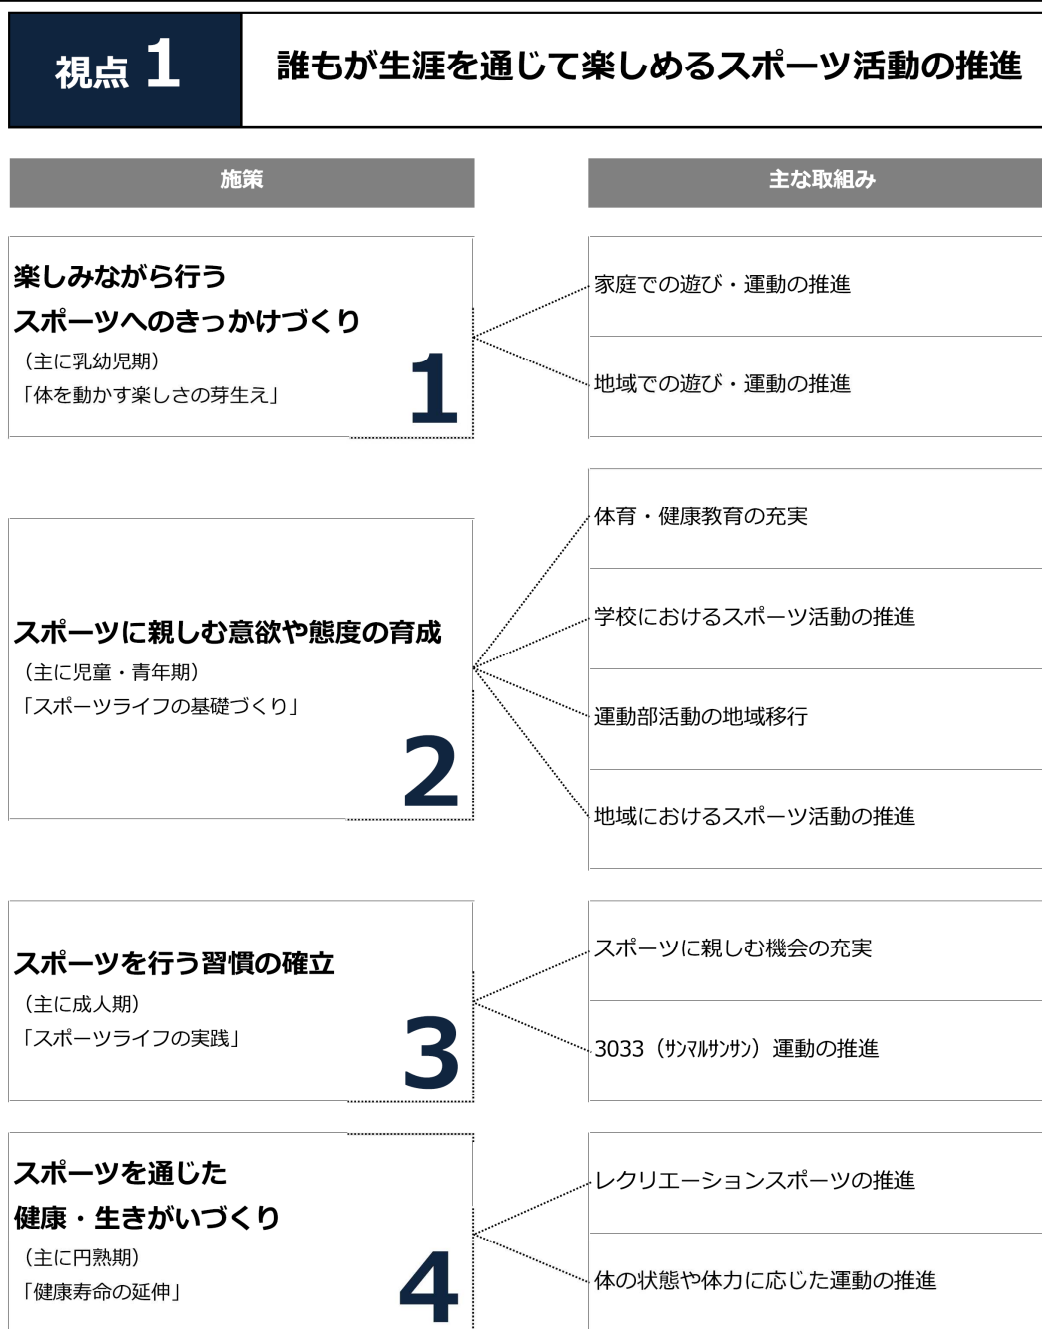 視点 1
誰もが生涯を通じて楽しめるスポーツ活動の推進
施策
主な取組み
楽しみながら行う
スポーツへのきっかけづくり
（主に乳幼児期）
「体を動かす楽しさの芽生え」
1
家庭での遊び・運動の推進
地域での遊び・運動の推進
スポーツに親しむ意欲や態度の育成
（主に児童・青年期）
「スポーツライフの基礎づくり」
2
体育・健康教育の充実
学校におけるスポーツ活動の推進
運動部活動の地域移行
地域におけるスポーツ活動の推進
スポーツを行う習慣の確立
（主に成人期）
「スポーツライフの実践」
3
スポーツに親しむ機会の充実
3033（ｻﾝﾏﾙｻﾝｻﾝ）運動の推進
スポーツを通じた
健康・生きがいづくり
（主に円熟期）
「健康寿命の延伸」
4
レクリエーションスポーツの推進
体の状態や体力に応じた運動の推進